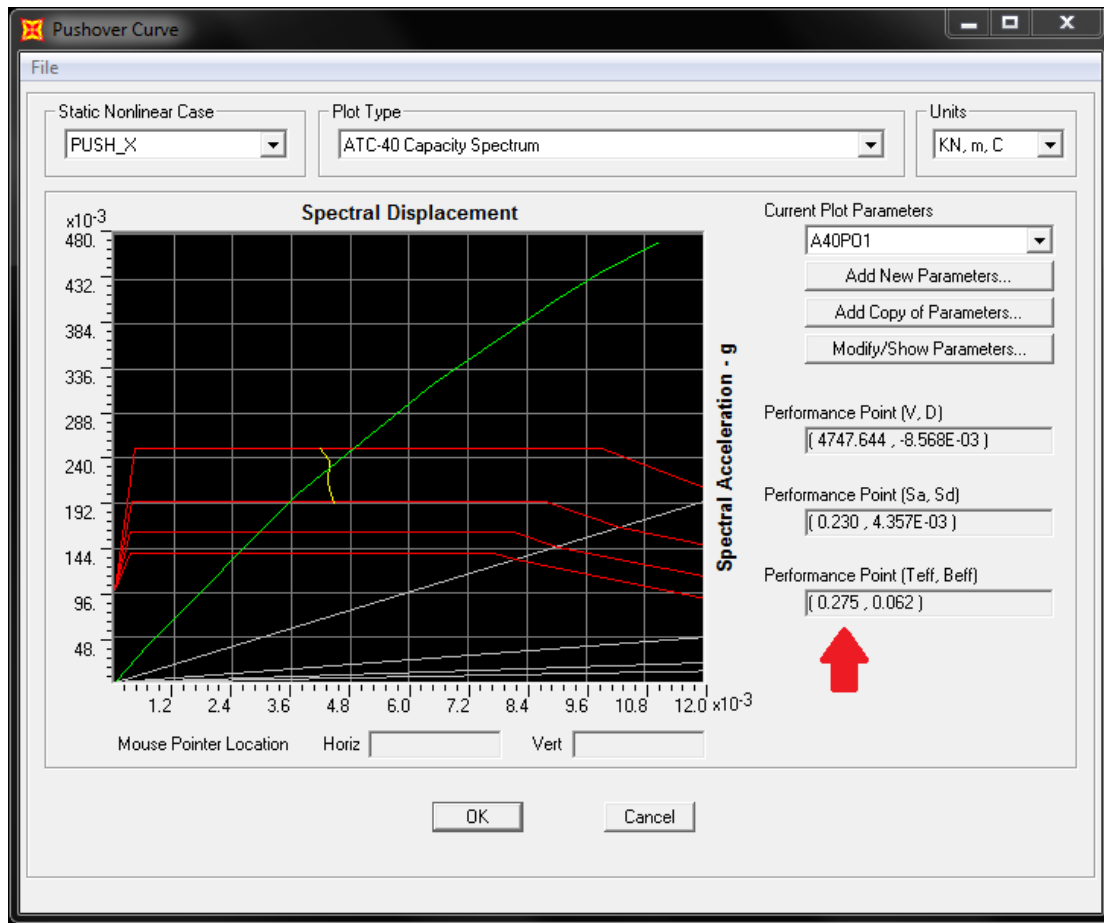 Pushover Curve
File
Static Nonlinear Case
PUSH_X
Plot Type
ATC-40 Capacity Spectrum
Units
KN, m, C
Spectral Displacement
x10-3
480.
432.
384.
336.
288.
240.
192.
144.
96.
48.
1.2 2.4 3.6 4.8 6.0 7.2 8.4 9.6 10.8 12.0 x10-3
Spectral Acceleration - g
Mouse Pointer Location Horiz Vert
Current Plot Parameters
A40PO1
Add New Parameters...
Add Copy of Parameters...
Modify/Show Parameters...
Performance Point (V, D)
( 4747.644 , -8.568E-03 )
Performance Point (Sa, Sd)
( 0.230 , 4.357E-03 )
Performance Point (Teff, Beff)
( 0.275 , 0.062 )
OK Cancel